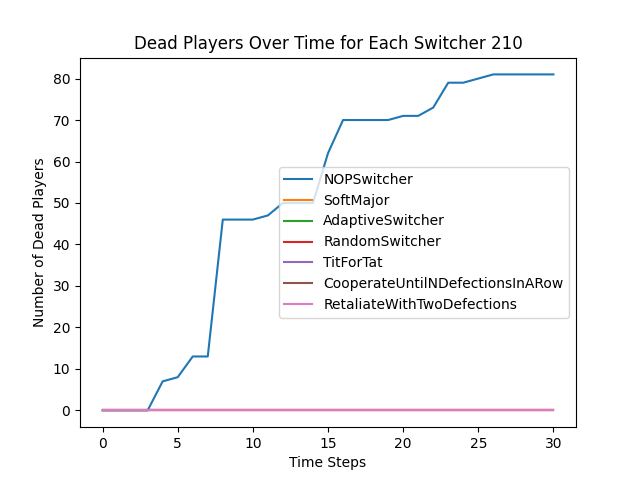 Dead Players Over Time for Each Switcher 210
Number of Dead Players
80
70
60
50
40
30
20
10
0
NOPSwitcher
SoftMajor
AdaptiveSwitcher
RandomSwitcher
TitForTat
CooperateUntilNDefectionsInARow
RetaliateWithTwoDefections
0 5 10 15 20 25 30
Time Steps